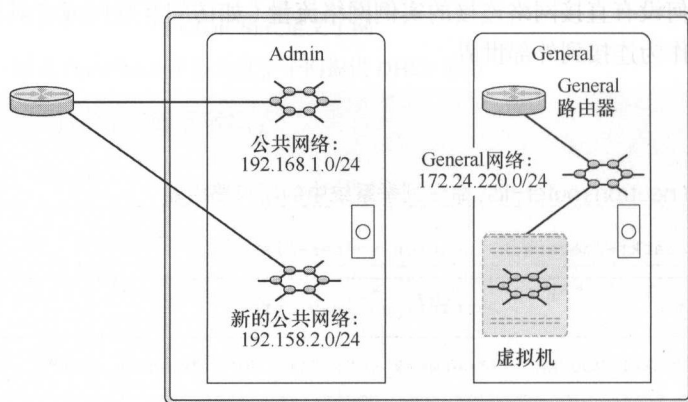 Admin
公共网络：
192.168.1.0/24
新的公共网络：
192.158.2.0/24
General
General
路由器
General网络：
172.24.220.0/24
虚拟机